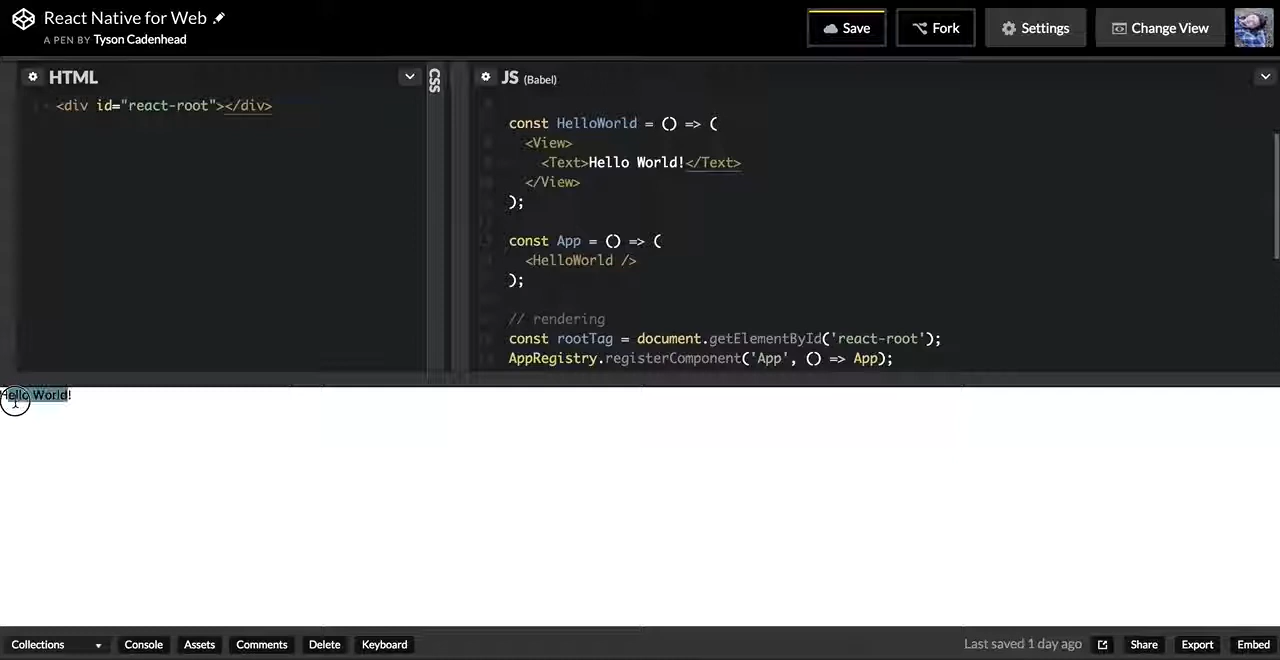 React Native for Web
A PEN BY Tyson Cadenhead
Save
Fork
Settings
Change View
HTML
<div id="react-root"></div>
CSS
JS (Babel)
const HelloWorld = () => (
<View>
<Text>Hello World!</Text>
</View>
);
const App = () => (
<HelloWorld />
);
// rendering
const rootTag = document.getElementById('react-root');
AppRegistry.registerComponent('App', () => App);
Hello World!
Collections
Console
Assets
Comments
Delete
Keyboard
Last saved 1 day ago
Share
Export
Embed